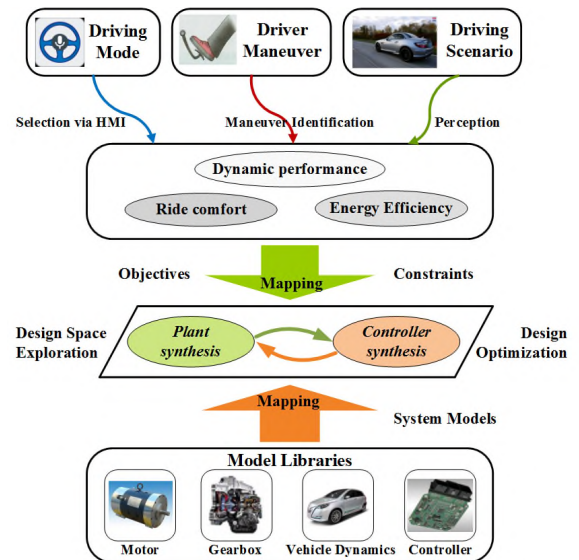 Driving
Mode
Driver
Maneuver
Driving
Scenario
Selection via HMI
Maneuver Identification
Perception
Dynamic performance
Ride comfort
Energy Efficiency
Objectives
Mapping
Constraints
Design Space
Exploration
Plant
synthesis
Controller
synthesis
Design
Optimization
Mapping
System Models
Model Libraries
Motor
Gearbox
Vehicle Dynamics
Controller